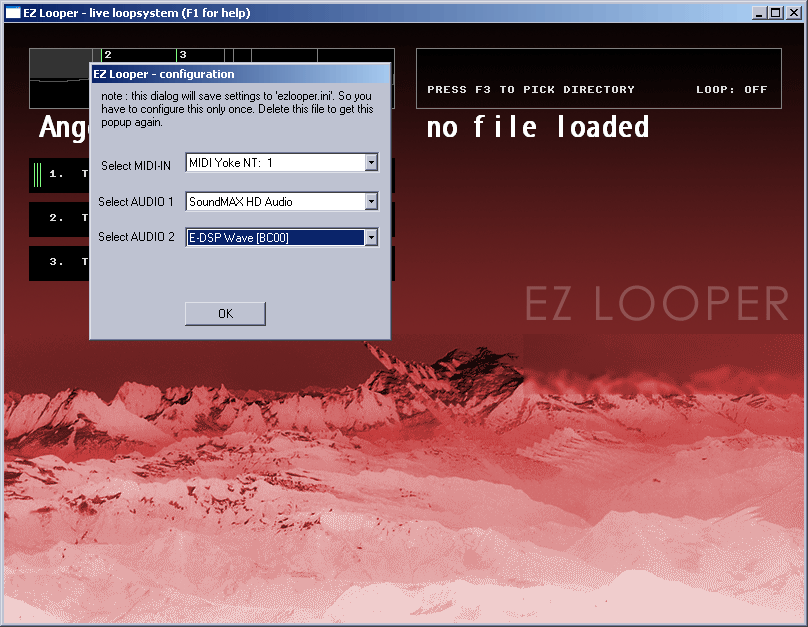 EZ Looper - live loopsystem (F1 for help)
2 3
EZ Looper - configuration
note : this dialog will save settings to 'ezlooper.ini'. So you
have to configure this only once. Delete this file to get this
popup again.
Select MIDI-IN MIDI Yoke NT: 1
Select AUDIO 1 SoundMAX HD Audio
Select AUDIO 2 E-DSP Wave [BC00]
OK
PRESS F3 TO PICK DIRECTORY LOOP: OFF
Ang
no file loaded
1. T
2. T
3. T
EZ LOOPER